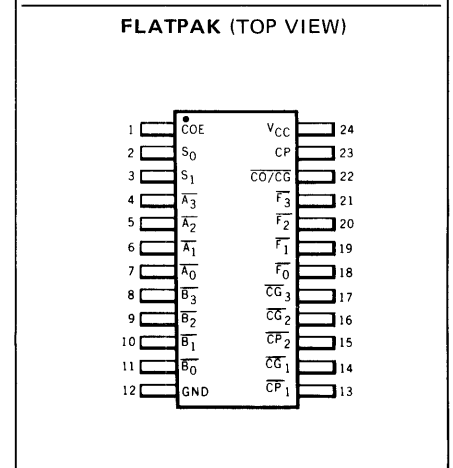 FLATPAK (TOP VIEW)
1 COE VCC 24
2 S0 CP 23
3 S1 C̅O̅/̅C̅G̅ 22
4 A̅3 F̅3 21
5 A̅2 F̅2 20
6 A̅1 F̅1 19
7 A̅0 F̅0 18
8 B̅3 C̅G̅3 17
9 B̅2 C̅G̅2 16
10 B̅1 C̅P̅2 15
11 B̅0 C̅G̅1 14
12 GND C̅P̅1 13